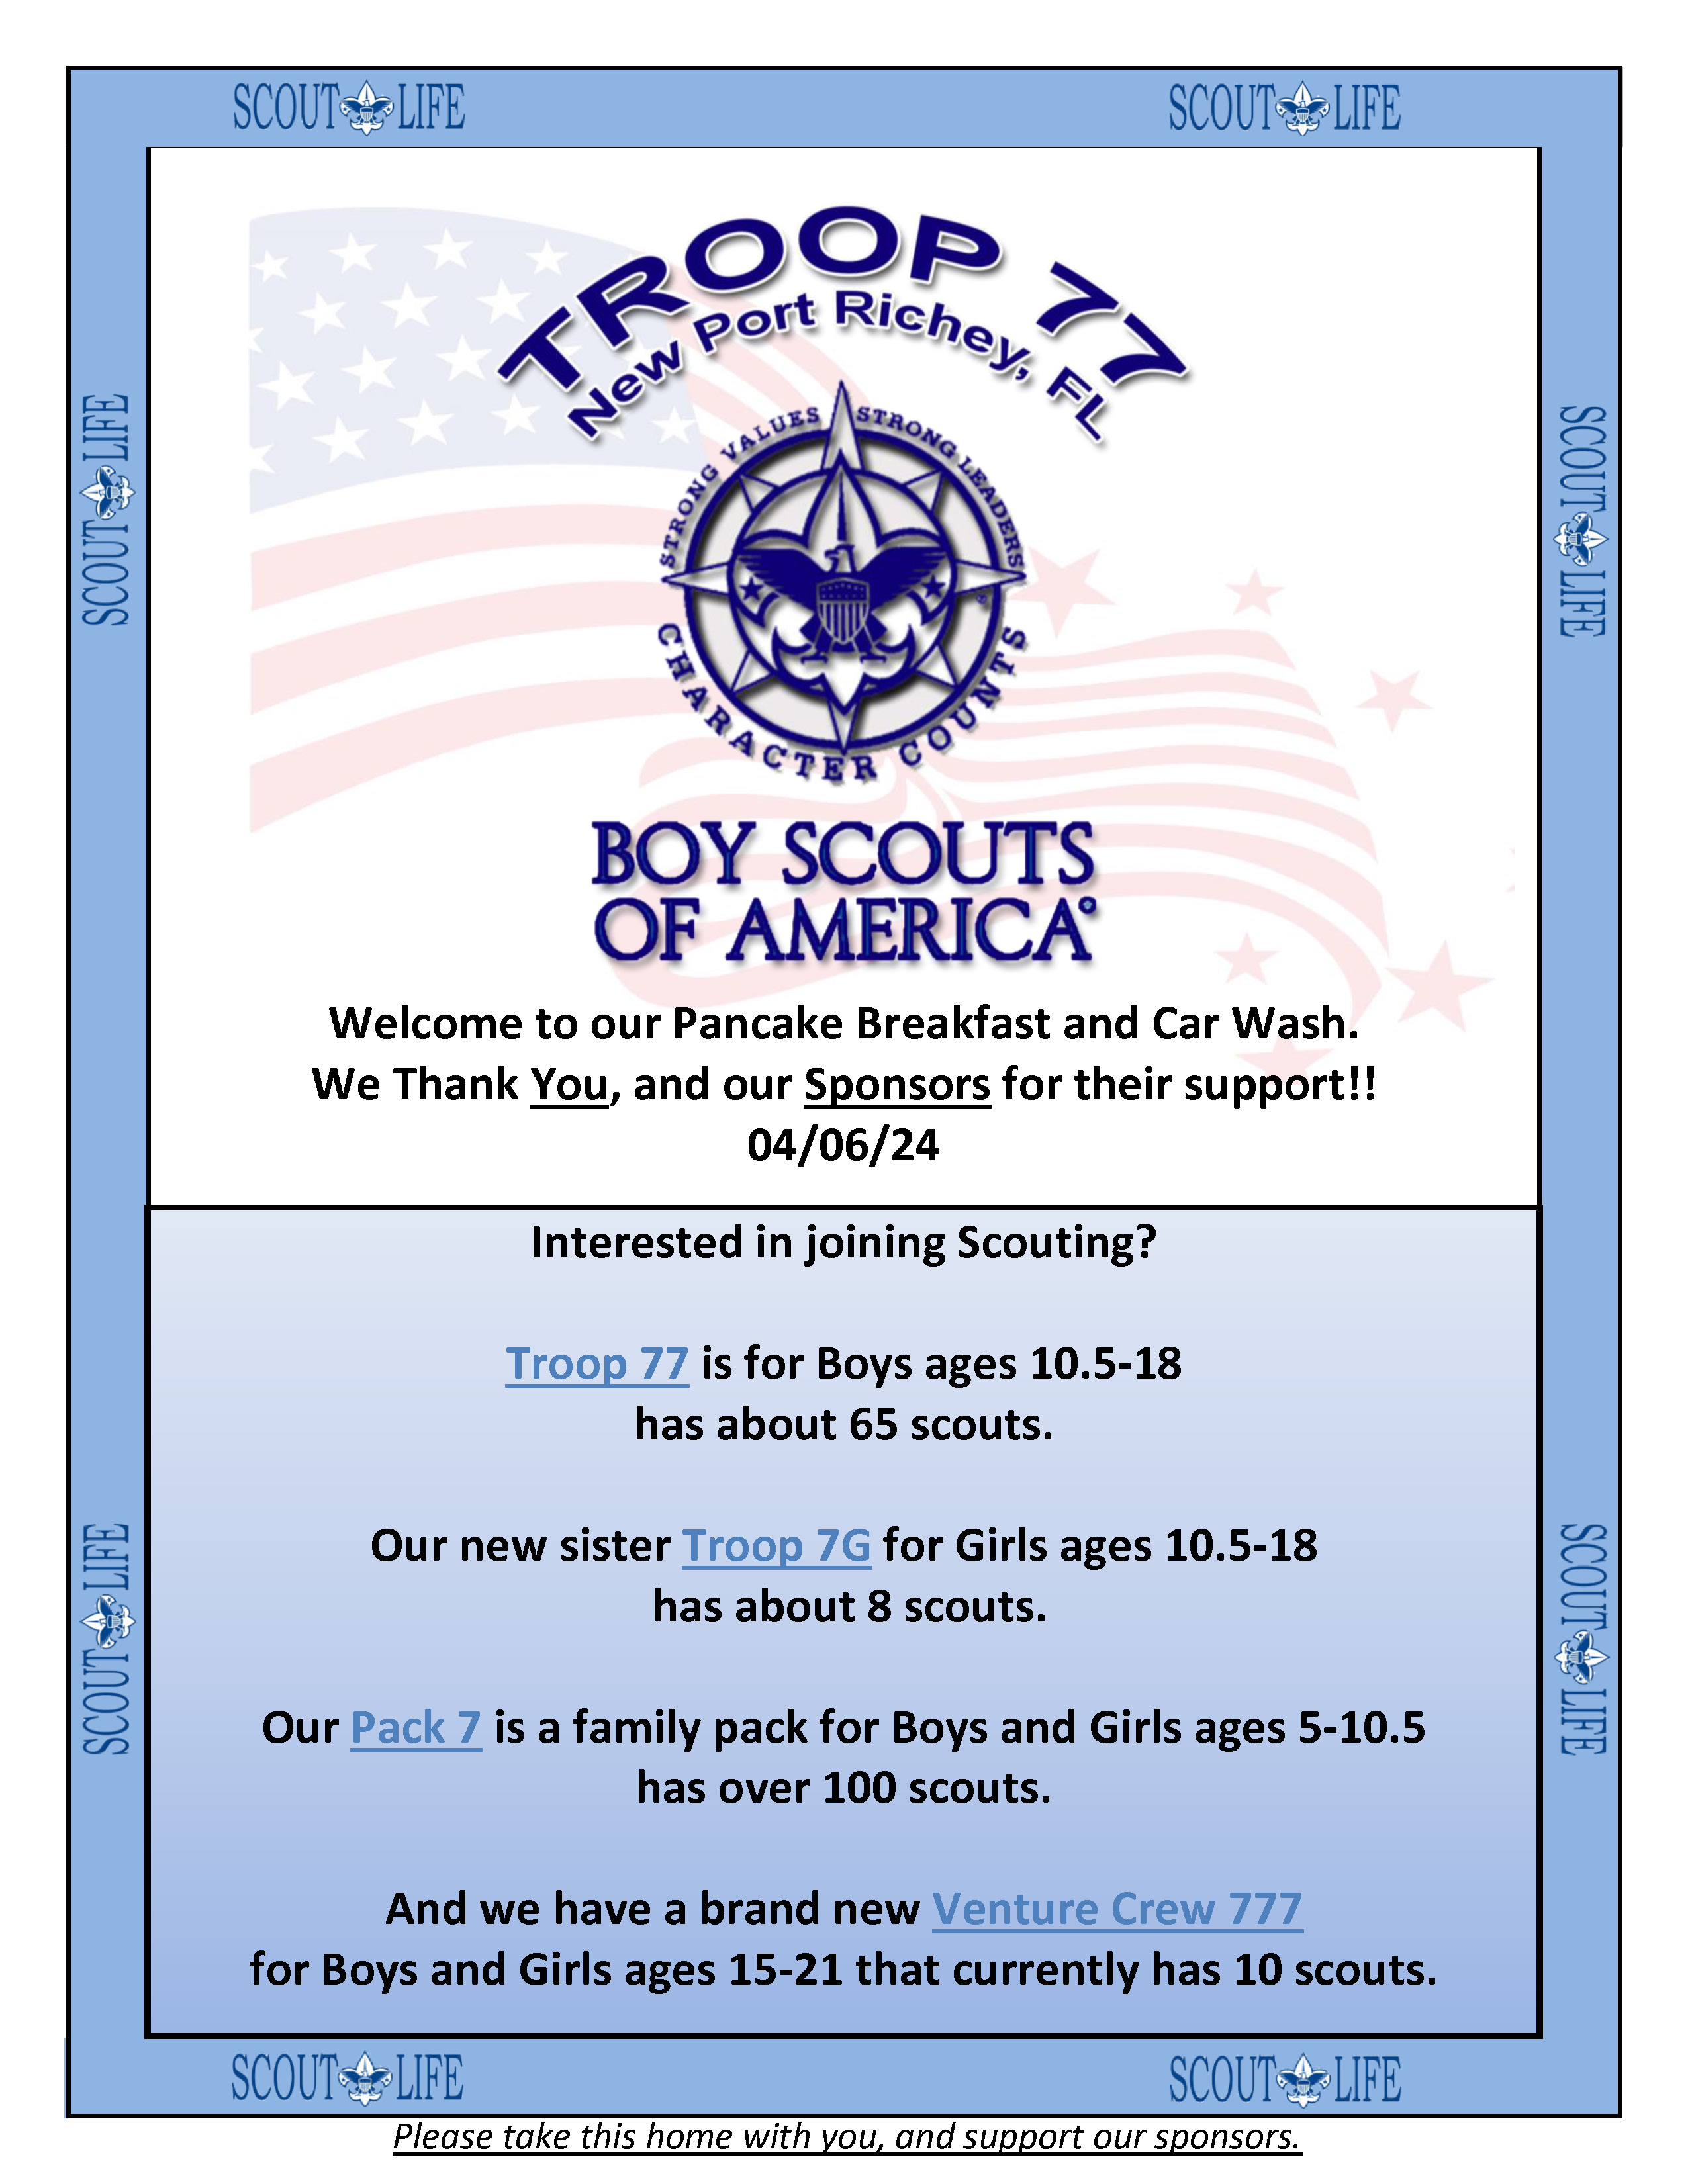 SCOUT LIFE
SCOUT LIFE
TROOP 77
New Port Richey, FL
STRONG VALUES STRONG LEADERS
CHARACTER COUNTS
BOY SCOUTS
OF AMERICA®
SCOUT LIFE
SCOUT LIFE
Welcome to our Pancake Breakfast and Car Wash.
We Thank You, and our Sponsors for their support!!
04/06/24
Interested in joining Scouting?
Troop 77 is for Boys ages 10.5-18
has about 65 scouts.
Our new sister Troop 7G for Girls ages 10.5-18
has about 8 scouts.
SCOUT LIFE
SCOUT LIFE
Our Pack 7 is a family pack for Boys and Girls ages 5-10.5
has over 100 scouts.
And we have a brand new Venture Crew 777
for Boys and Girls ages 15-21 that currently has 10 scouts.
SCOUT LIFE
SCOUT LIFE
Please take this home with you, and support our sponsors.